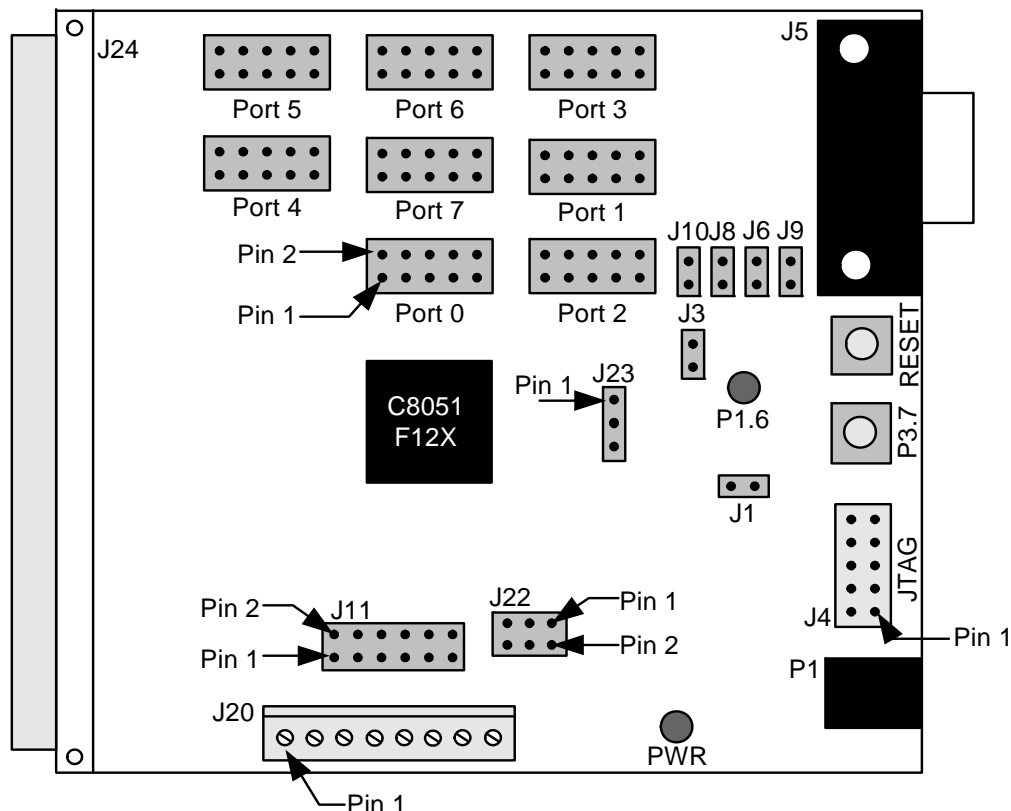 J24
J5
Port 5
Port 6
Port 3
Port 4
Port 7
Port 1
Pin 2
Pin 1
Port 0
Port 2
J10
J8
J6
J9
J3
RESET
C8051
F12X
Pin 1
J23
P1.6
P3.7
J1
JTAG
J4
Pin 1
Pin 2
J11
Pin 1
J22
Pin 1
Pin 2
P1
J20
PWR
Pin 1